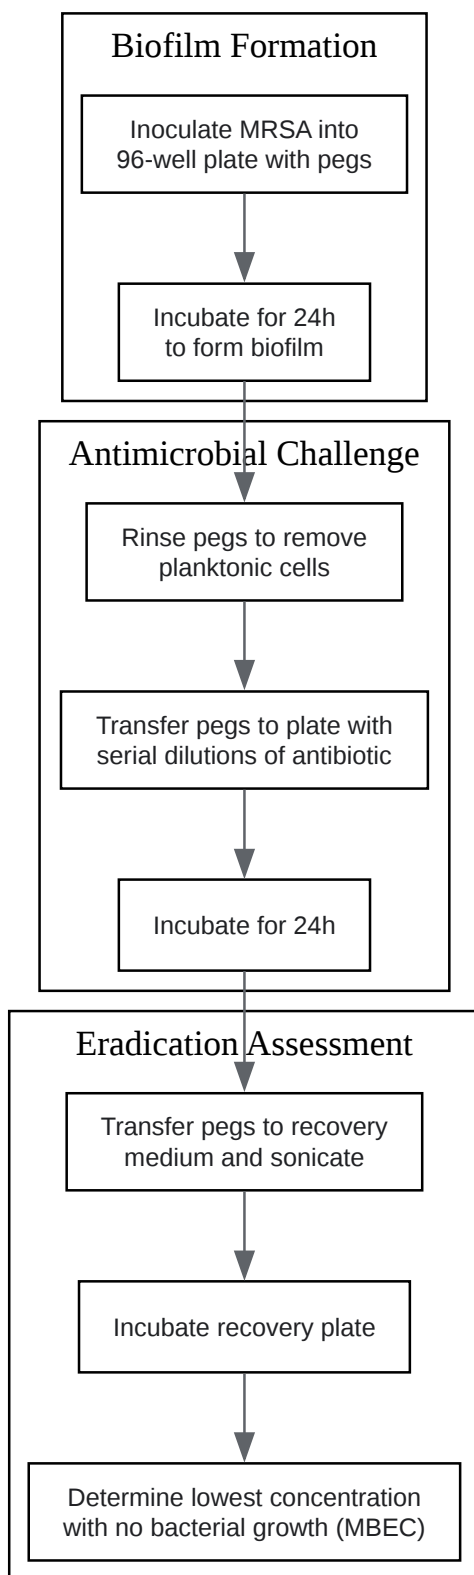 Biofilm Formation
Inoculate MRSA into
96-well plate with pegs
Incubate for 24h
to form biofilm
Antimicrobial Challenge
Rinse pegs to remove
planktonic cells
Transfer pegs to plate with
serial dilutions of antibiotic
Incubate for 24h
Eradication Assessment
Transfer pegs to recovery
medium and sonicate
Incubate recovery plate
Determine lowest concentration
with no bacterial growth (MBEC)